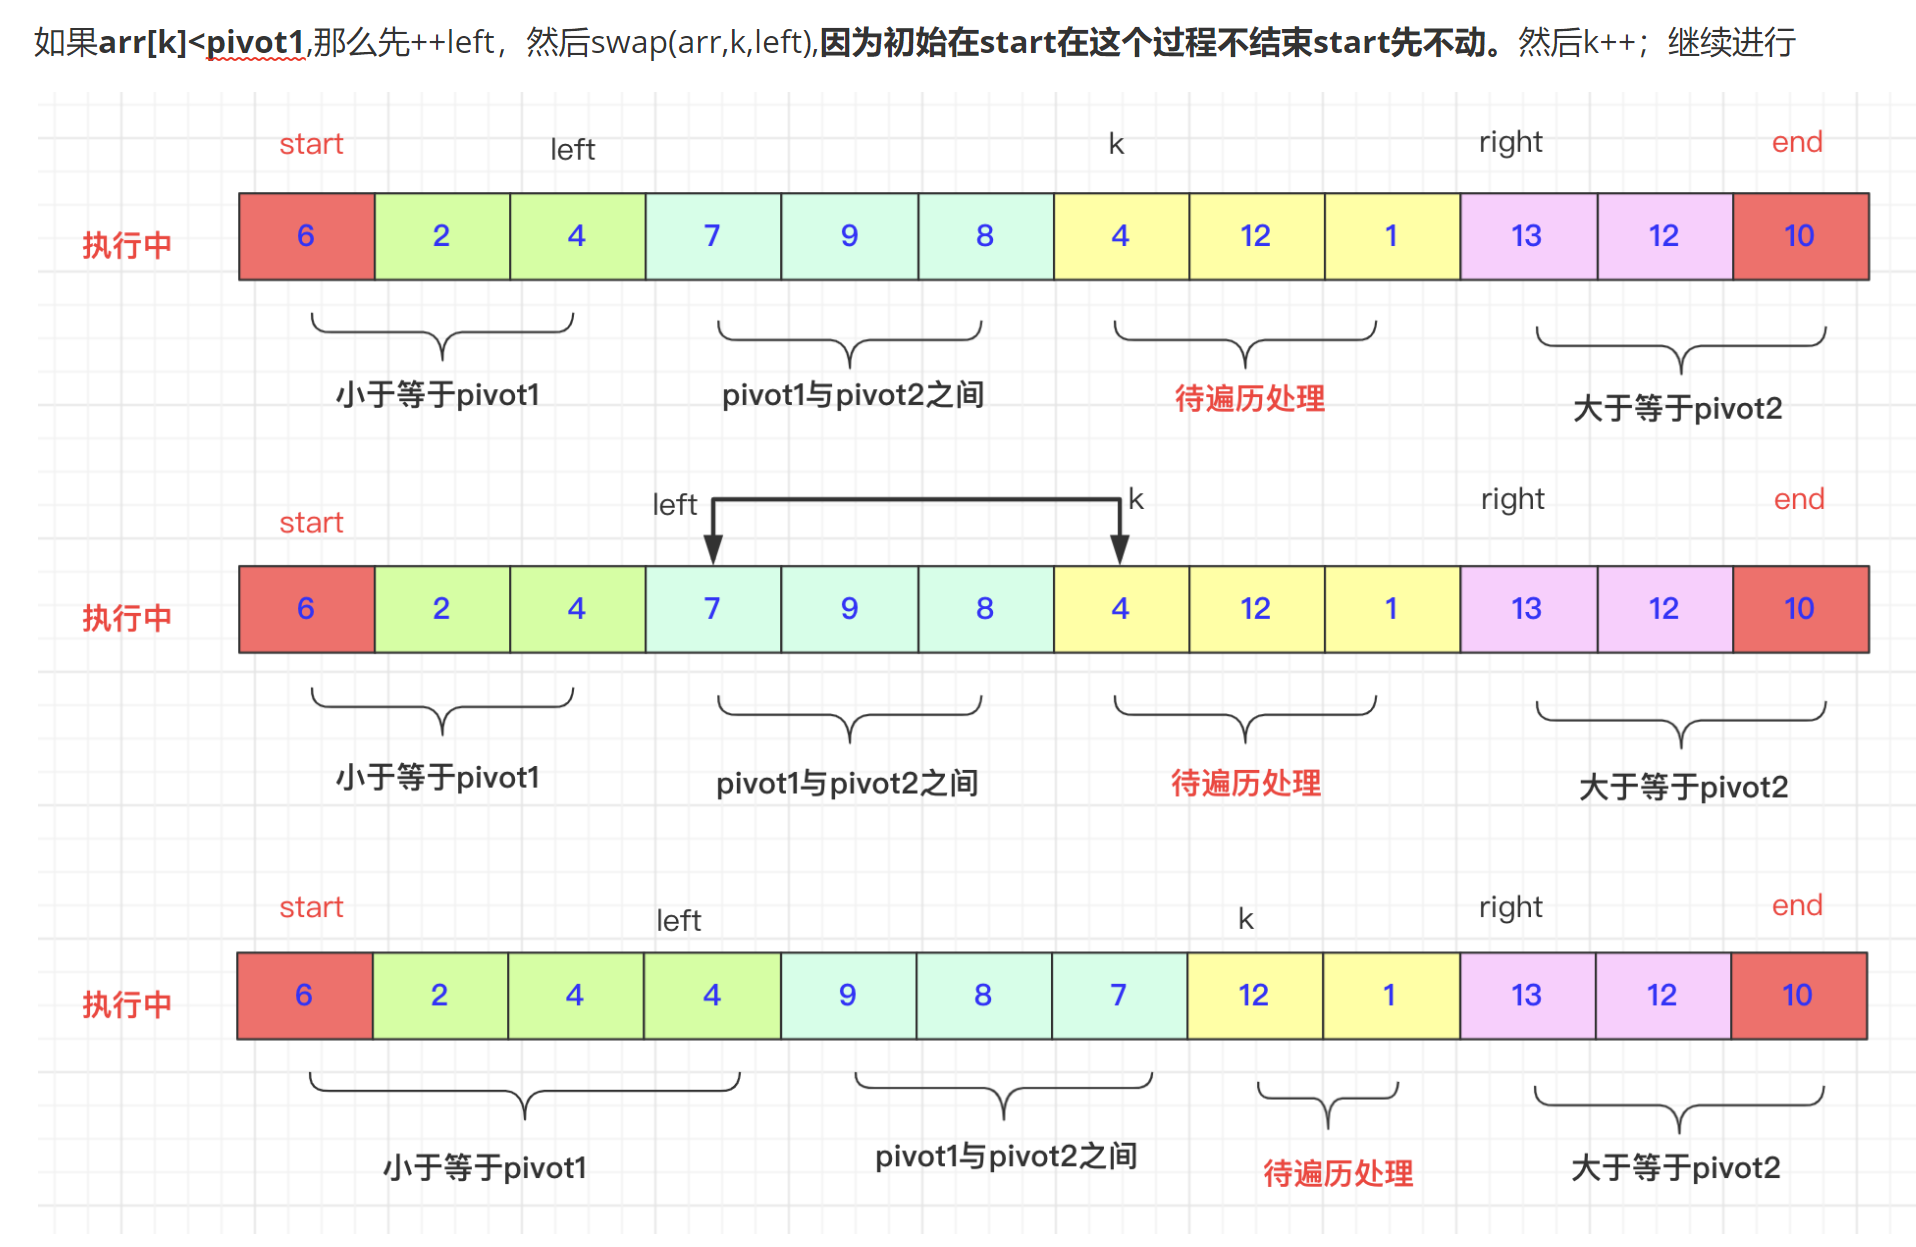 如果arr[k]<pivot1,那么先++left，然后swap(arr,k,left),因为初始在start在这个过程不结束start先不动。然后k++；继续进行
start left k right end
执行中 6 2 4 7 9 8 4 12 1 13 12 10
小于等于pivot1 pivot1与pivot2之间 待遍历处理 大于等于pivot2
start left k right end
执行中 6 2 4 7 9 8 4 12 1 13 12 10
小于等于pivot1 pivot1与pivot2之间 待遍历处理 大于等于pivot2
start left k right end
执行中 6 2 4 4 9 8 7 12 1 13 12 10
小于等于pivot1 pivot1与pivot2之间 待遍历处理 大于等于pivot2